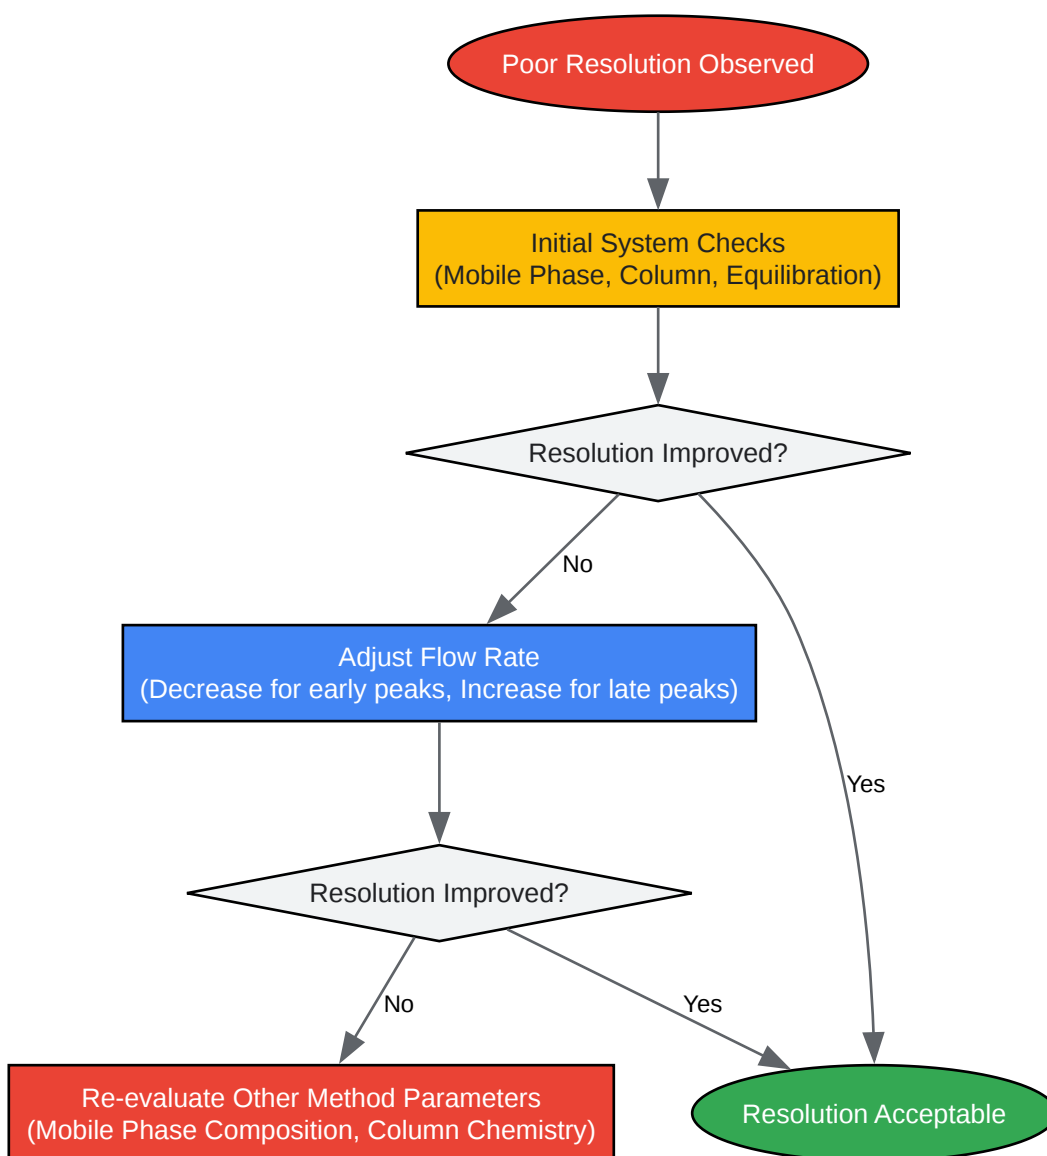 Poor Resolution Observed
Initial System Checks
(Mobile Phase, Column, Equilibration)
Resolution Improved?
No
Adjust Flow Rate
(Decrease for early peaks, Increase for late peaks)
Yes
Resolution Improved?
No
Yes
Re-evaluate Other Method Parameters
(Mobile Phase Composition, Column Chemistry)
Resolution Acceptable